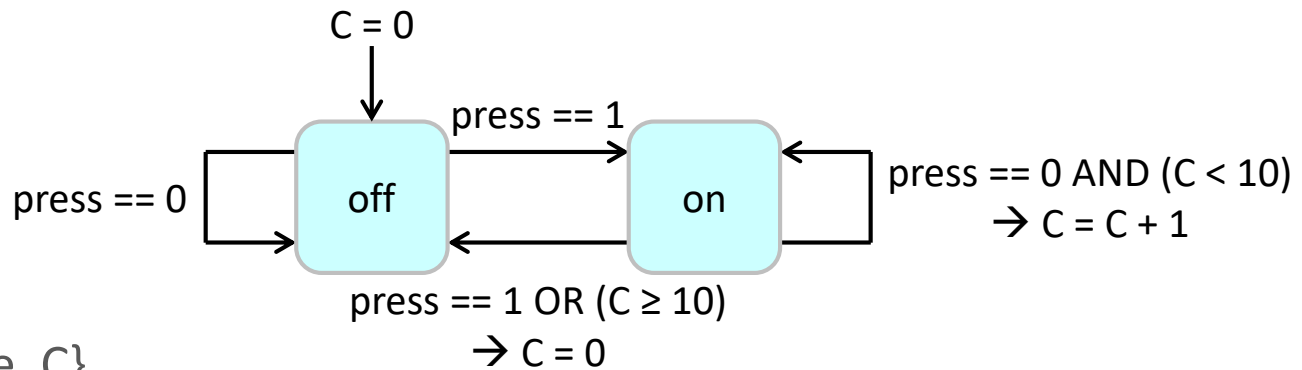 C = 0
press == 1
press == 0
off
on
press == 0 AND (C < 10)
→ C = C + 1
press == 1 OR (C ≥ 10)
→ C = 0
C}